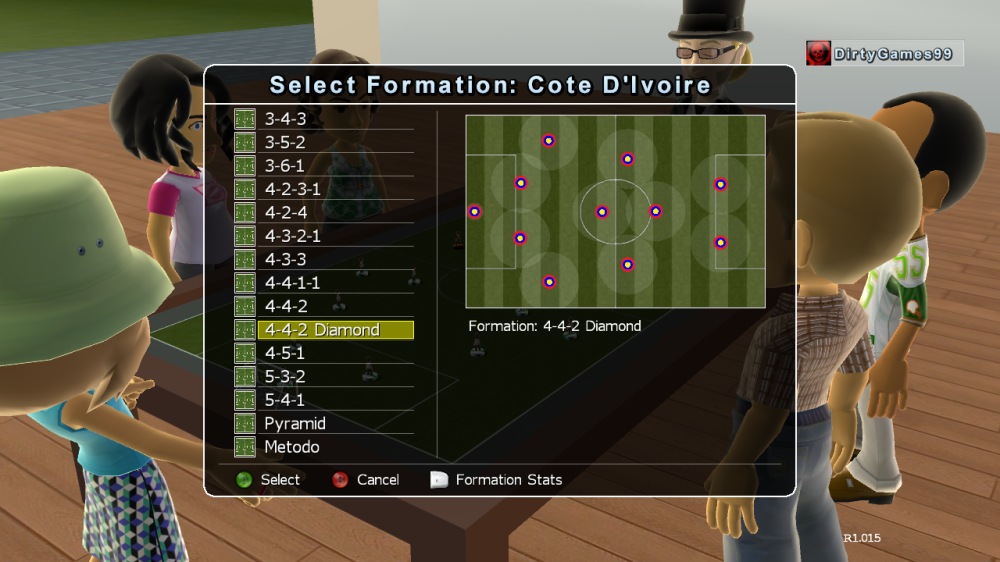 DirtyGames99
Select Formation: Cote D'Ivoire
3-4-3
3-5-2
3-6-1
4-2-3-1
4-2-4
4-3-2-1
4-3-3
4-4-1-1
4-4-2
4-4-2 Diamond
4-5-1
5-3-2
5-4-1
Pyramid
Metodo
Formation: 4-4-2 Diamond
Select
Cancel
Formation Stats
55
R1.015